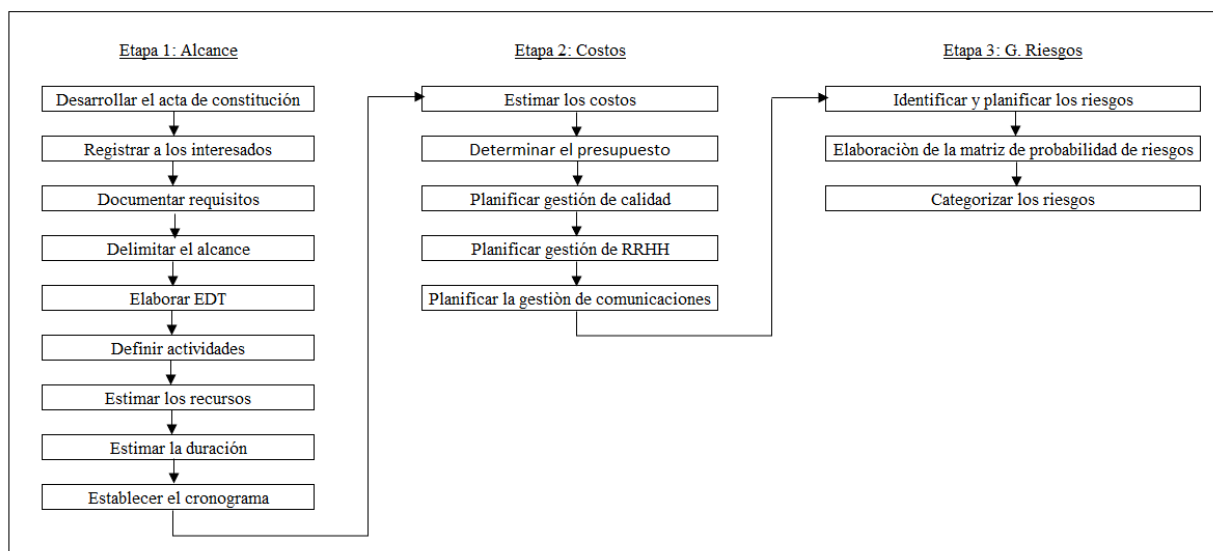 Etapa 1: Alcance
Desarrollar el acta de constitución
Registrar a los interesados
Documentar requisitos
Delimitar el alcance
Elaborar EDT
Definir actividades
Estimar los recursos
Estimar la duración
Establecer el cronograma
Etapa 2: Costos
Estimar los costos
Determinar el presupuesto
Planificar gestión de calidad
Planificar gestión de RRHH
Planificar la gestiòn de comunicaciones
Etapa 3: G. Riesgos
Identificar y planificar los riesgos
Elaboraciòn de la matriz de probabilidad de riesgos
Categorizar los riesgos